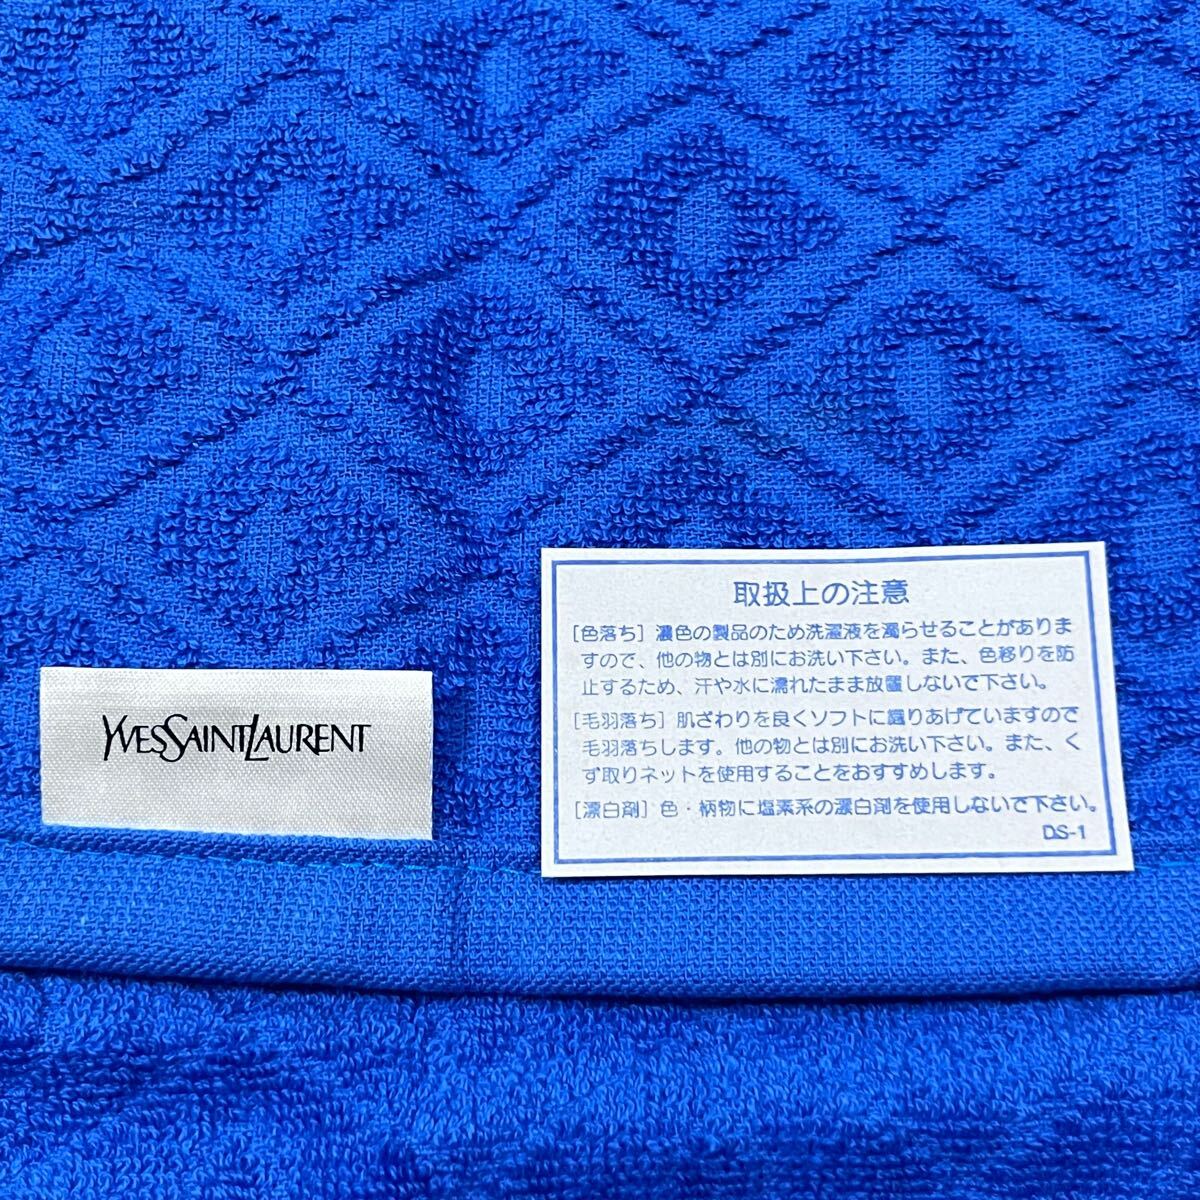 YVESSAINTLAURENT
取扱上の注意
[色落ち] 濃色の製品のため洗濯液を濁らせることがありま
すので、他の物とは別にお洗い下さい。また、色移りを防
止するため、汗や水に濡れたまま放置しないで下さい。
[毛羽落ち] 肌ざわりを良くソフトに織りあげていますので
毛羽落ちします。他の物とは別にお洗い下さい。また、く
ず取りネットを使用することをおすすめします。
[漂白剤] 色・柄物に塩素系の漂白剤を使用しないで下さい。
DS-1